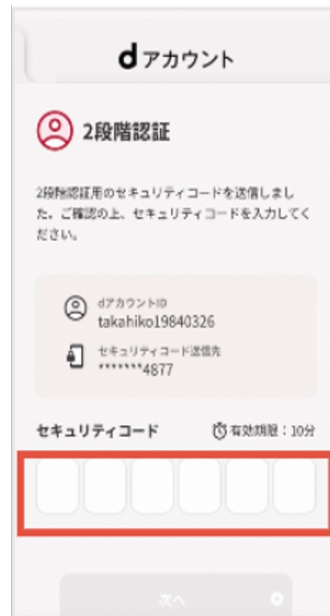 dアカウント
2段階認証
2段階認証用のセキュリティコードを送信しまし
た。ご確認の上、セキュリティコードを入力してく
ださい。
dアカウントID
takahiko19840326
セキュリティコード送信先
*******4877
セキュリティコード
有効期限：10分
次へ